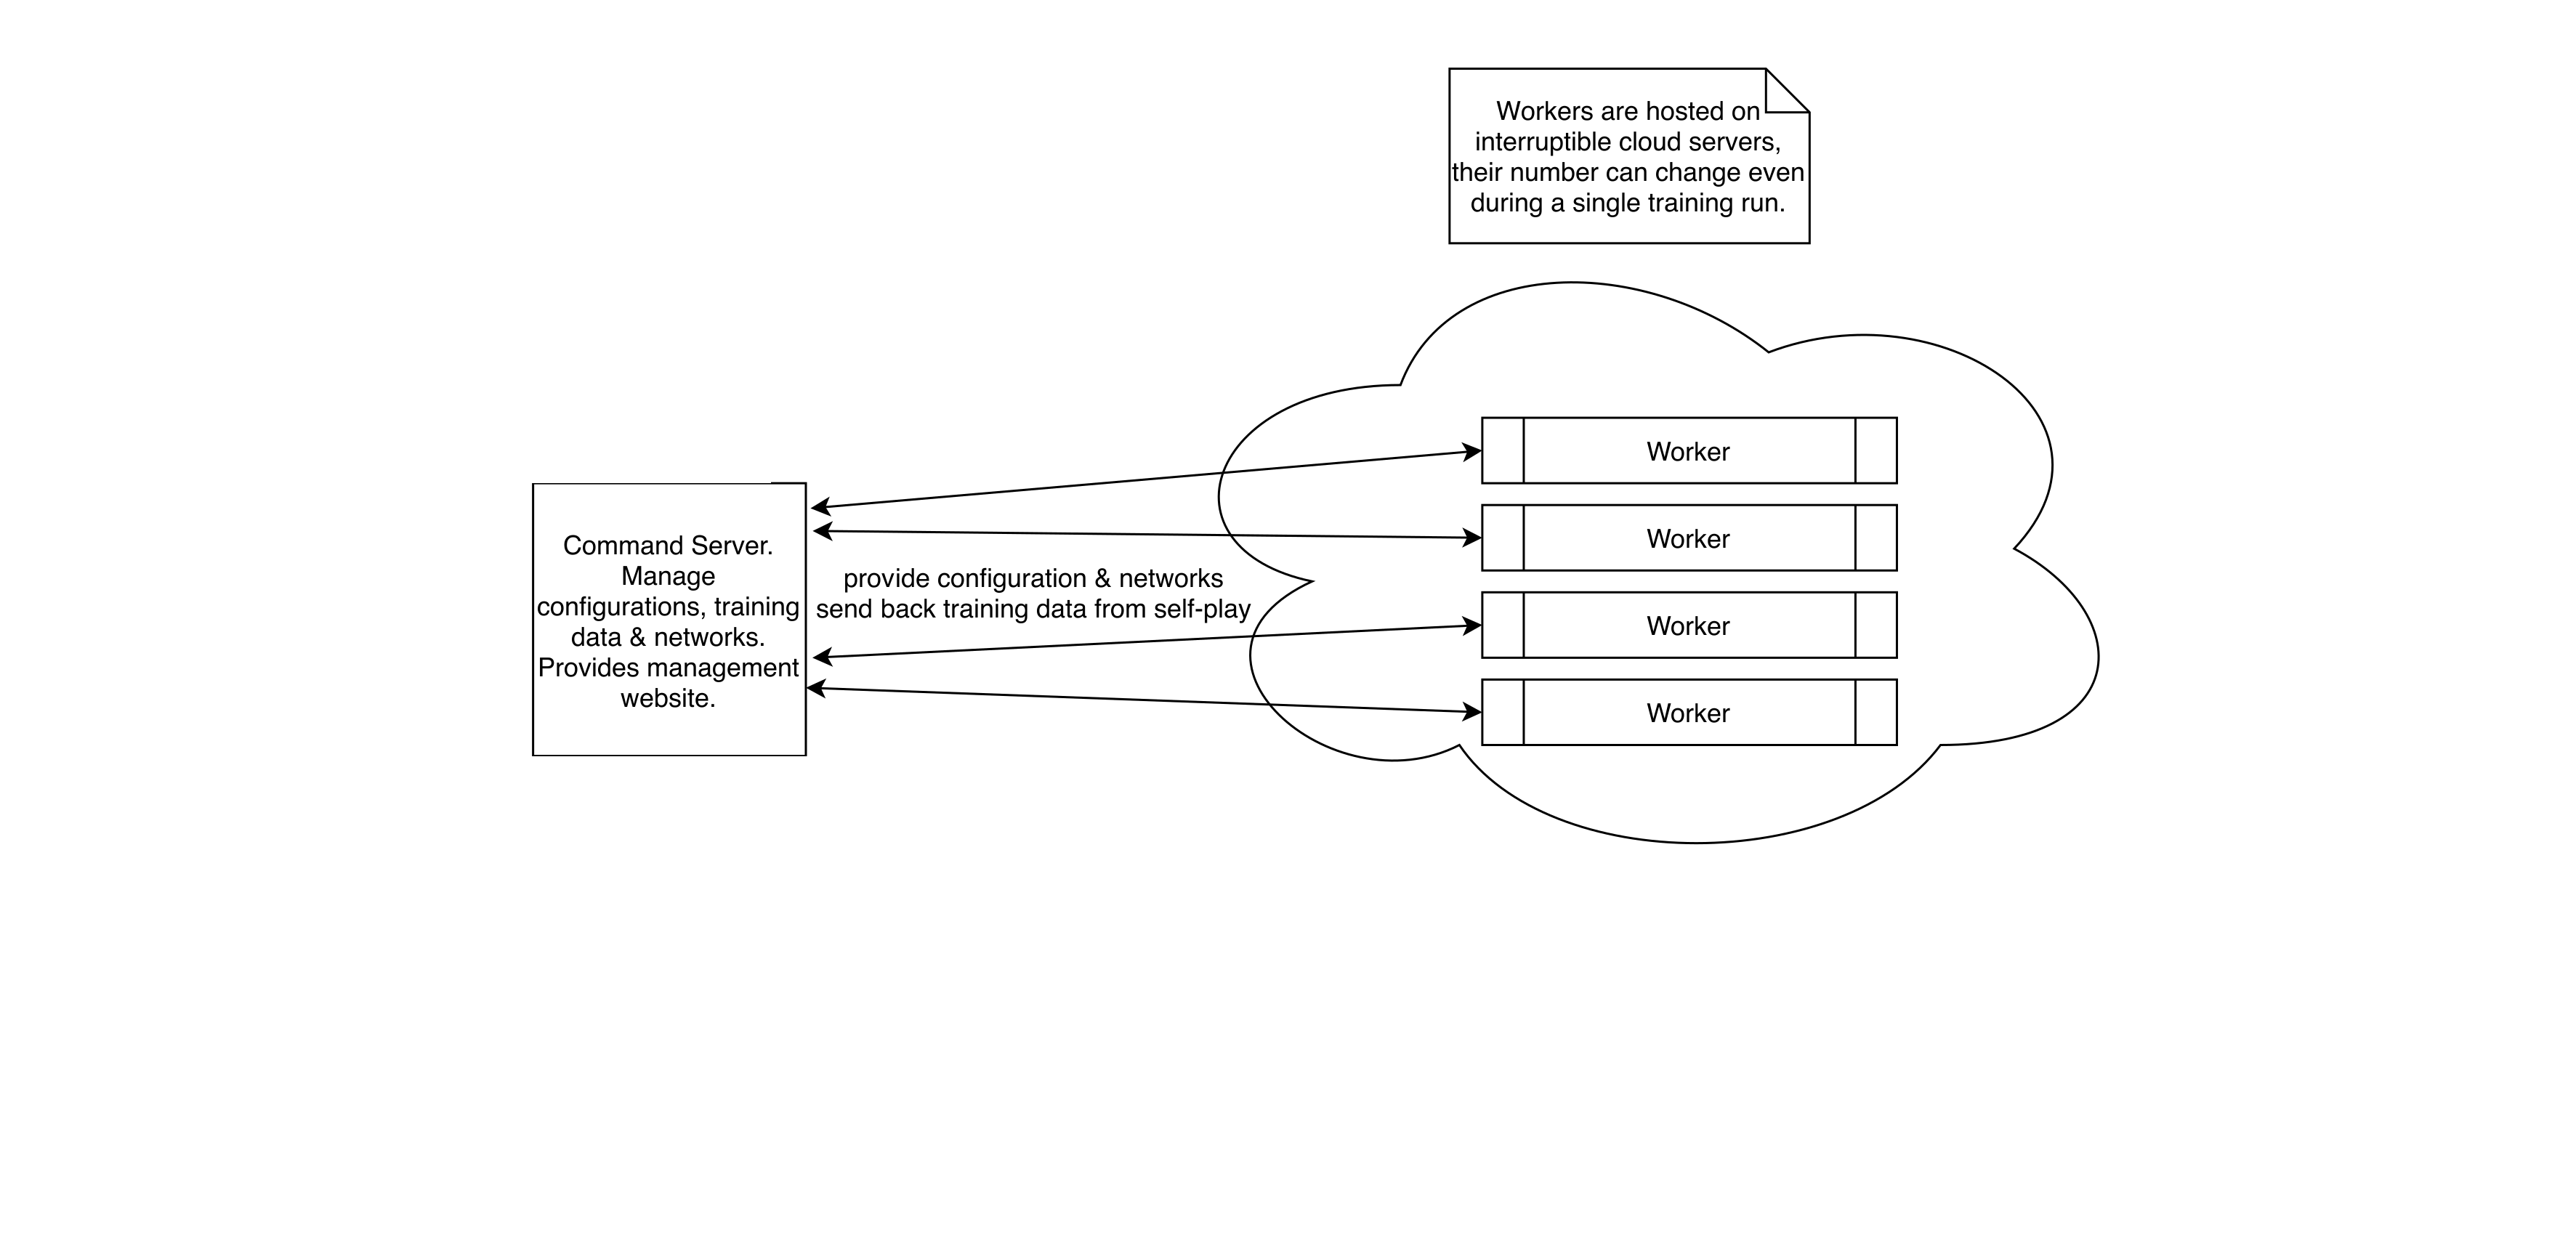 Workers are hosted on
interruptible cloud servers,
their number can change even
during a single training run.
Worker
Worker
Worker
Worker
Command Server.
Manage
configurations, training
data & networks.
Provides management
website.
provide configuration & networks
send back training data from self-play